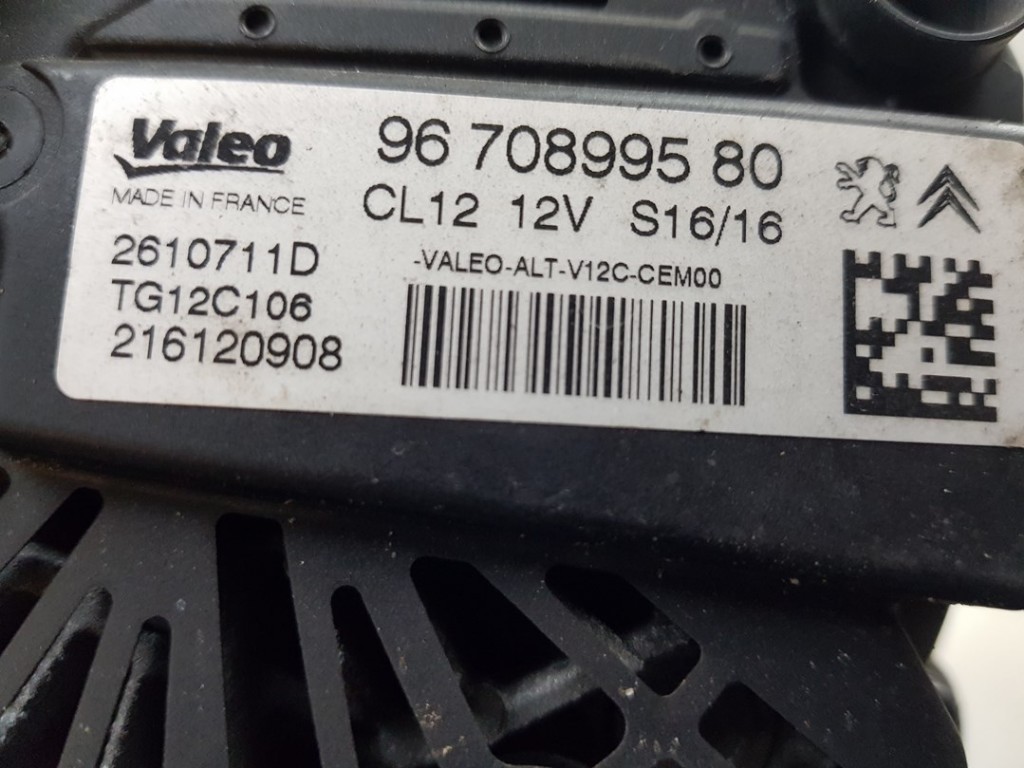 Valeo
MADE IN FRANCE
96 708995 80
CL12 12V S16/16
2610711D
TG12C106
216120908
-VALEO-ALT-V12C-CEM00